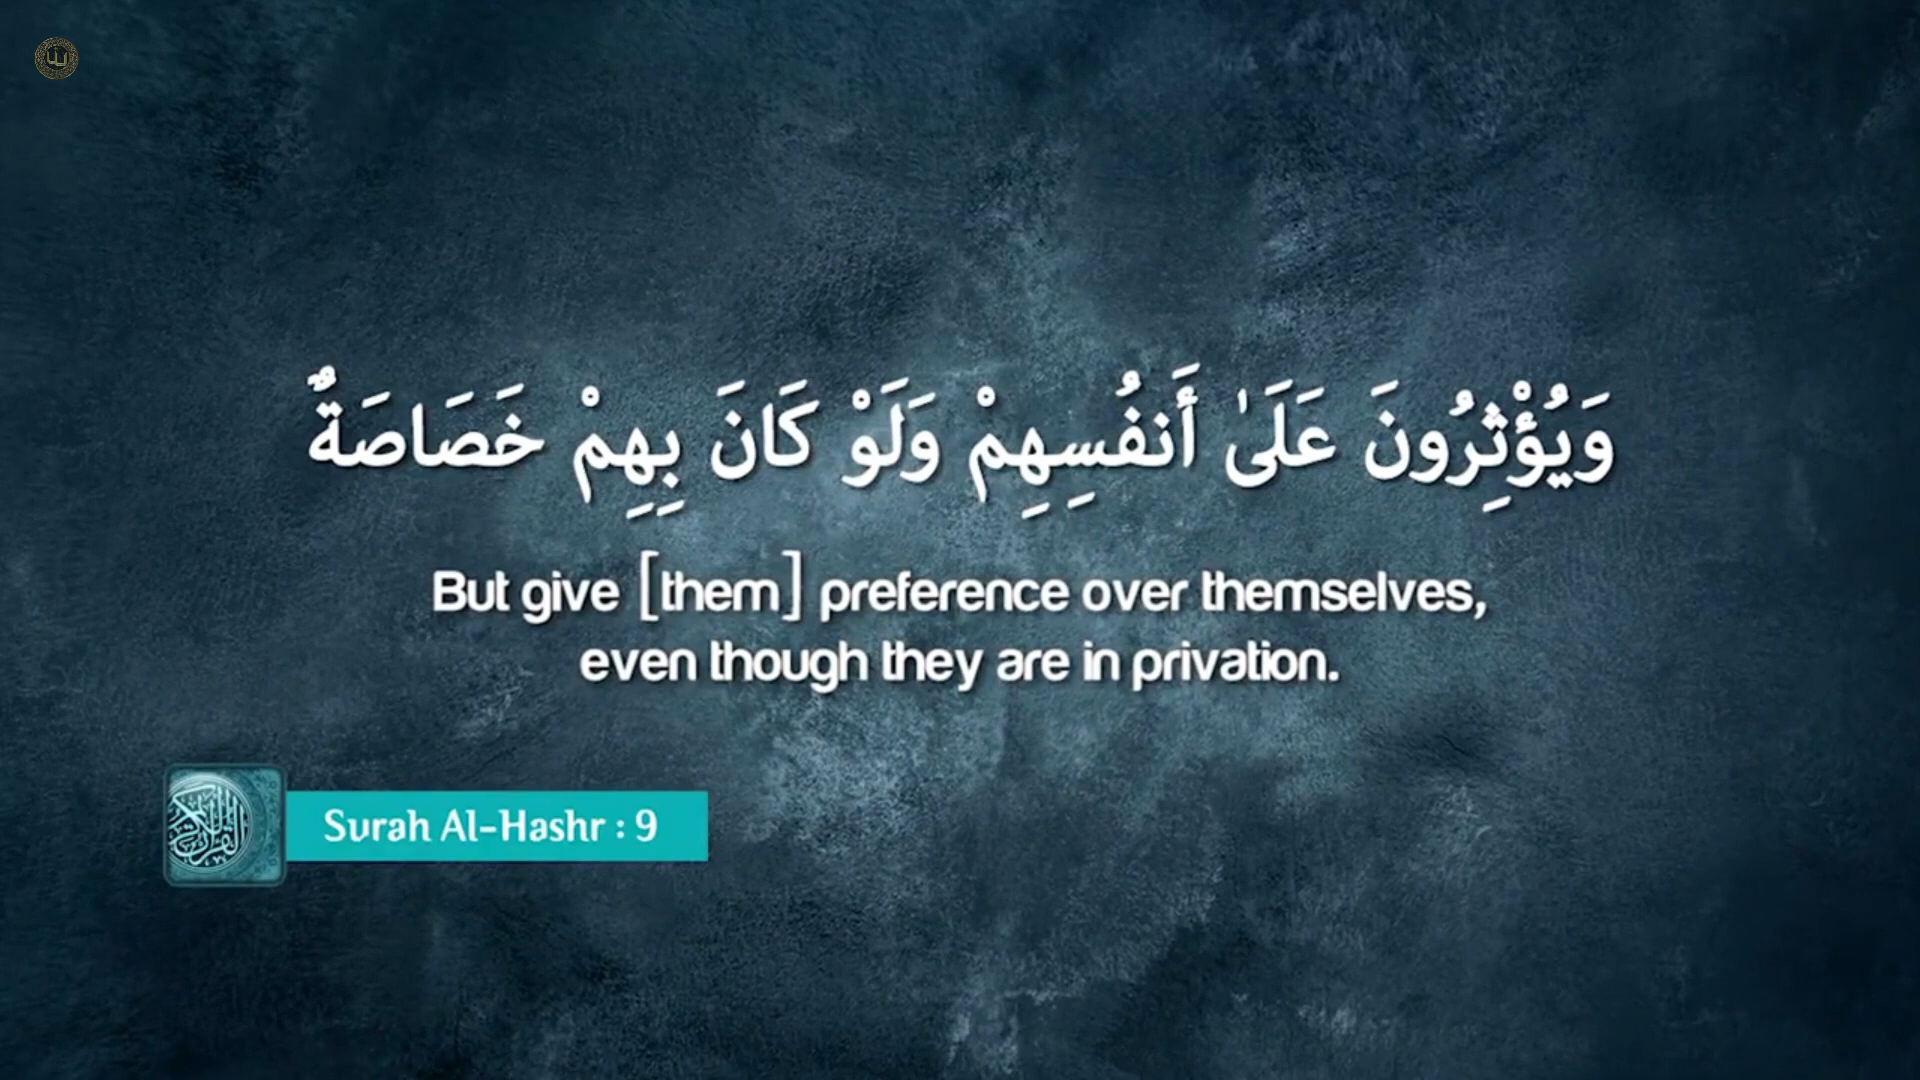 وَيُؤْثِرُونَ عَلَىٰ أَنفُسِهِمْ وَلَوْ كَانَ بِهِمْ خَصَاصَةٌ
But give [them] preference over themselves,
even though they are in privation.
Surah Al-Hashr : 9